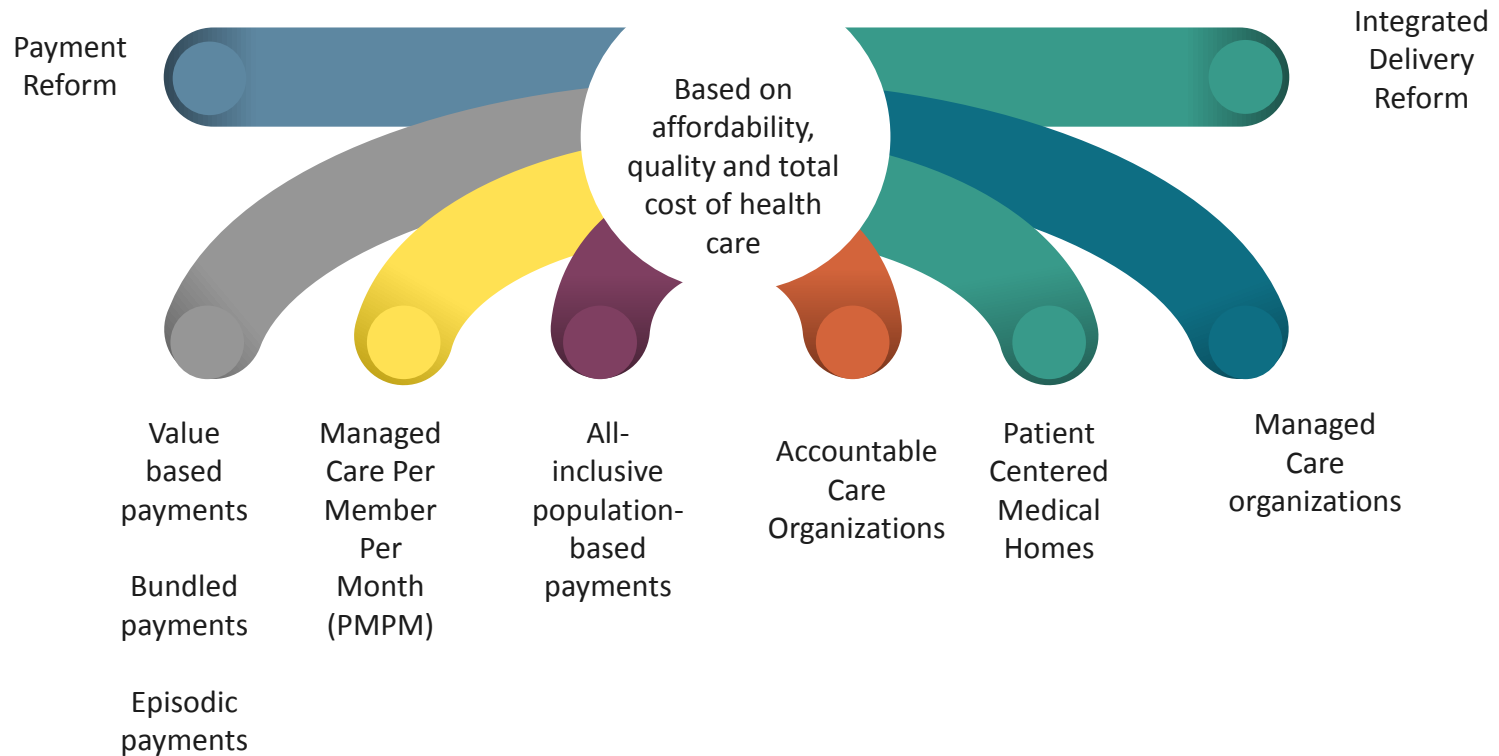 Payment
Reform
Based on
affordability,
quality and total
cost of health
care
Integrated
Delivery
Reform
Value
based
payments
Bundled
payments
Episodic
payments
Managed
Care Per
Member
Per
Month
(PMPM)
All-
inclusive
population-
based
payments
Accountable
Care
Organizations
Patient
Centered
Medical
Homes
Managed
Care
organizations